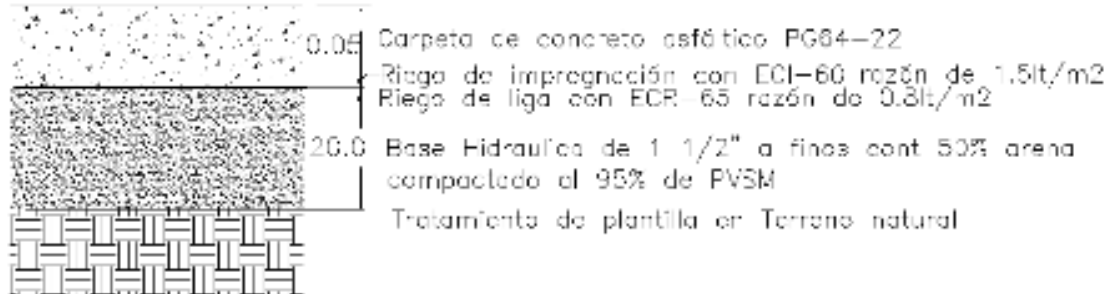 0.05 Carpeta de concreto asfáltico PG64-22
Riego de impregnación con ECI-60 razón de 1.5lt/m2
Riego de liga con ECR-65 razón de 0.8lt/m2
20.0 Base Hidraulica de 1 1/2" a finos cont 50% arena
compactado al 95% de PVSM
Tratamiento de plantilla en Terreno natural